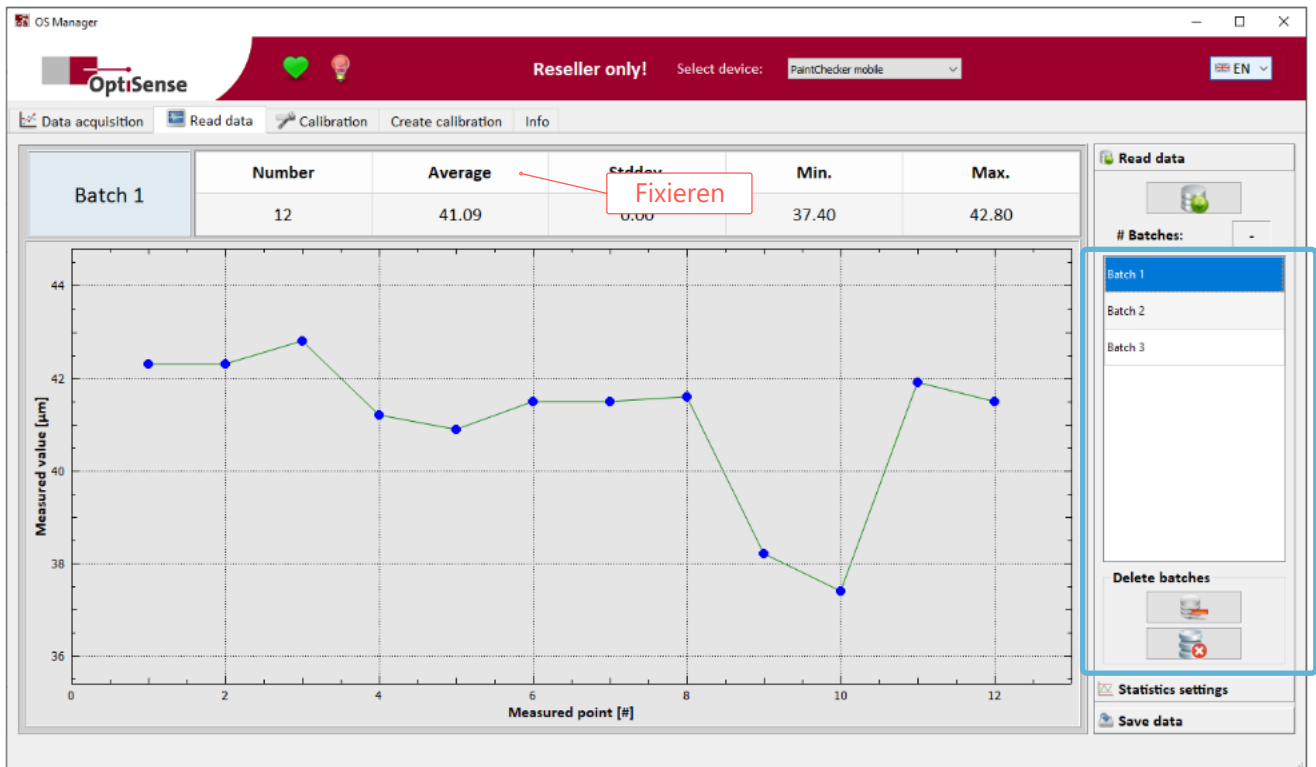 OS Manager
OptiSense
Reseller only! Select device: PaintChecker mobile EN
Data acquisition Read data Calibration Create calibration Info
Batch 1
Number Average Stddev Min. Max.
Fixieren
12 41.09 0.00 37.40 42.80
44
42
40
38
36
Measured value [µm]
0 2 4 6 8 10 12
Measured point [#]
Read data
# Batches: -
Batch 1
Batch 2
Batch 3
Delete batches
Statistics settings
Save data